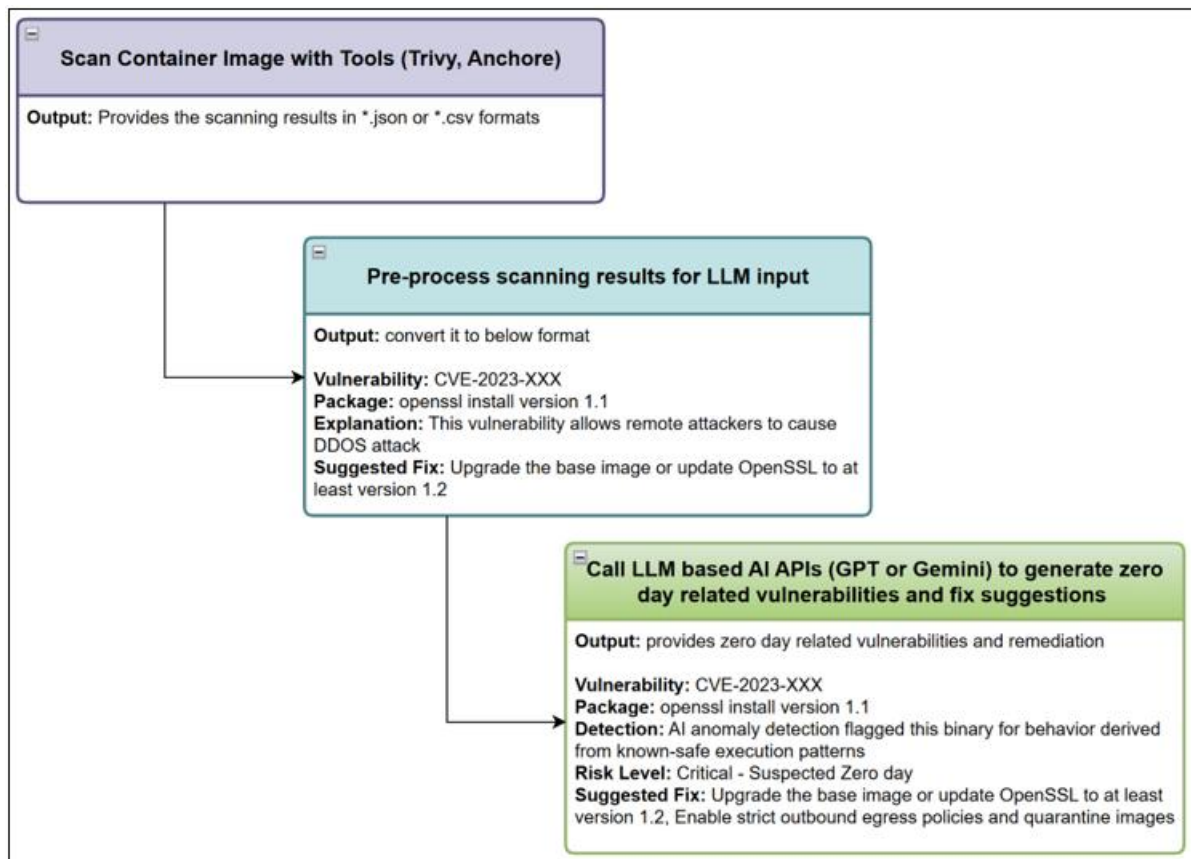 Scan Container Image with Tools (Trivy, Anchore)
Output: Provides the scanning results in *.json or *.csv formats
Pre-process scanning results for LLM input
Output: convert it to below format
Vulnerability: CVE-2023-XXX
Package: openssl install version 1.1
Explanation: This vulnerability allows remote attackers to cause
DDOS attack
Suggested Fix: Upgrade the base image or update OpenSSL to at
least version 1.2
Call LLM based AI APIs (GPT or Gemini) to generate zero
day related vulnerabilities and fix suggestions
Output: provides zero day related vulnerabilities and remediation
Vulnerability: CVE-2023-XXX
Package: openssl install version 1.1
Detection: AI anomaly detection flagged this binary for behavior derived
from known-safe execution patterns
Risk Level: Critical - Suspected Zero day
Suggested Fix: Upgrade the base image or update OpenSSL to at least
version 1.2, Enable strict outbound egress policies and quarantine images